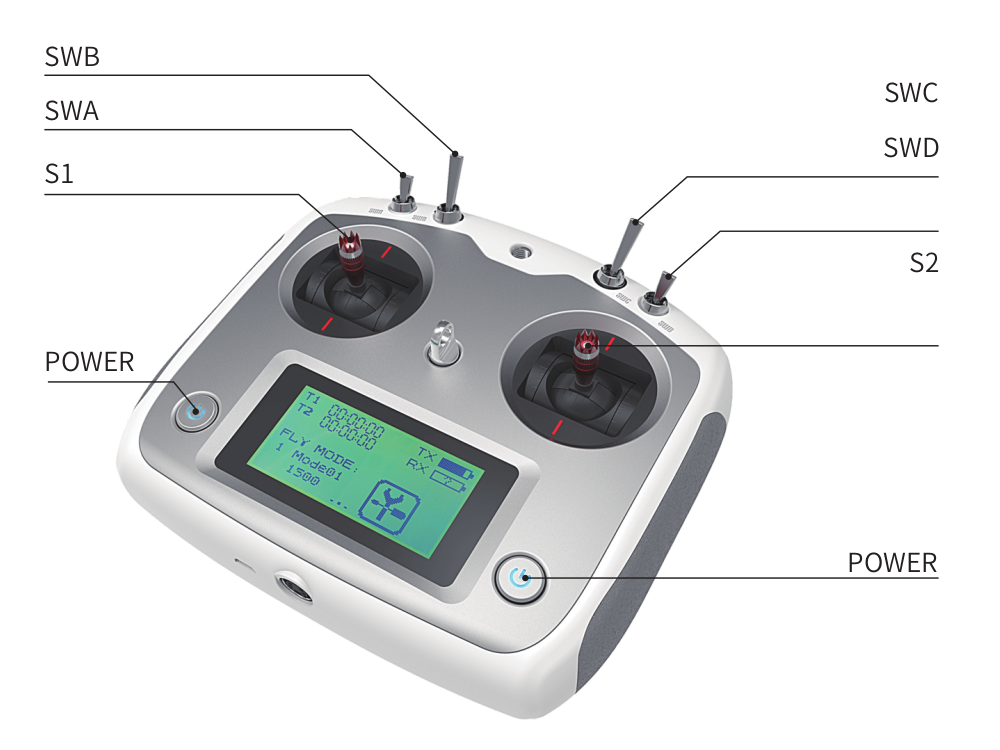 SWB
SWA
S1
SWC
SWD
S2
POWER
POWER
T1 00:00:00
T2 00:00:00
TX
RX
FLY MODE:
1 Mode01
1500
SWC